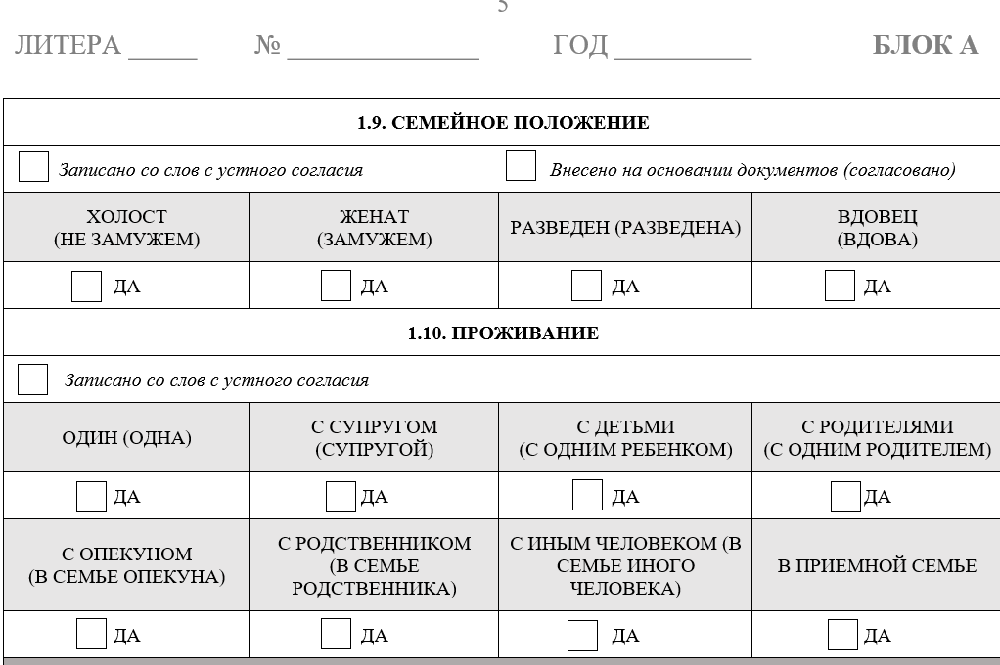 5
ЛИТЕРА _____ № ______________ ГОД __________ БЛОК А
1.9. СЕМЕЙНОЕ ПОЛОЖЕНИЕ
Записано со слов с устного согласия Внесено на основании документов (согласовано)
ХОЛОСТ
(НЕ ЗАМУЖЕМ)
ЖЕНАТ
(ЗАМУЖЕМ)
РАЗВЕДЕН (РАЗВЕДЕНА)
ВДОВЕЦ
(ВДОВА)
ДА ДА ДА ДА
1.10. ПРОЖИВАНИЕ
Записано со слов с устного согласия
ОДИН (ОДНА)
С СУПРУГОМ
(СУПРУГОЙ)
С ДЕТЬМИ
(С ОДНИМ РЕБЕНКОМ)
С РОДИТЕЛЯМИ
(С ОДНИМ РОДИТЕЛЕМ)
ДА ДА ДА ДА
С ОПЕКУНОМ
(В СЕМЬЕ ОПЕКУНА)
С РОДСТВЕННИКОМ
(В СЕМЬЕ
РОДСТВЕННИКА)
С ИНЫМ ЧЕЛОВЕКОМ (В
СЕМЬЕ ИНОГО
ЧЕЛОВЕКА)
В ПРИЕМНОЙ СЕМЬЕ
ДА ДА ДА ДА